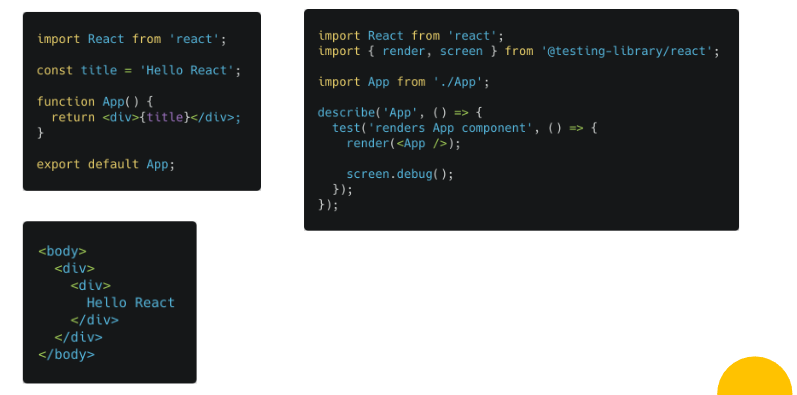 import React from 'react';
const title = 'Hello React';
function App() {
  return <div>{title}</div>;
}
export default App;
import React from 'react';
import { render, screen } from '@testing-library/react';
import App from './App';
describe('App', () => {
  test('renders App component', () => {
    render(<App />);
    screen.debug();
  });
});
<body>
  <div>
    <div>
      Hello React
    </div>
  </div>
</body>